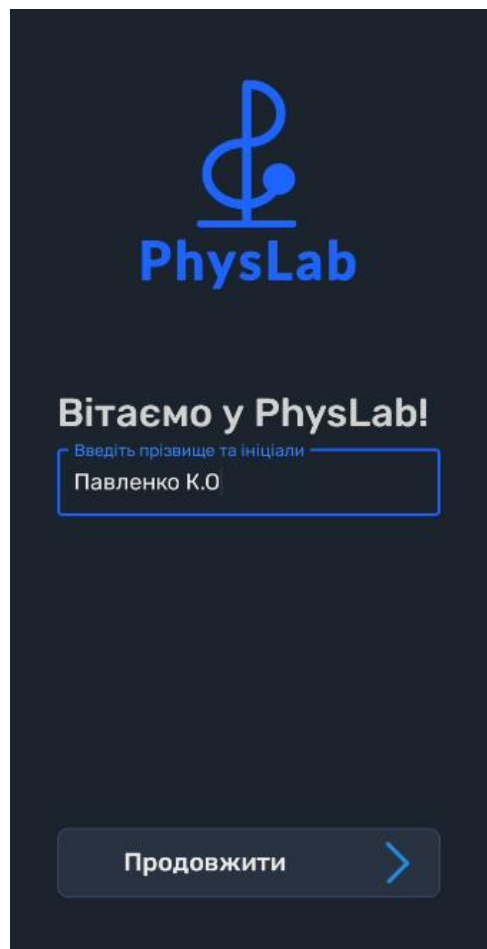 PhysLab
Вітаємо у PhysLab!
Введіть прізвище та ініціали
Павленко К.О
Продовжити